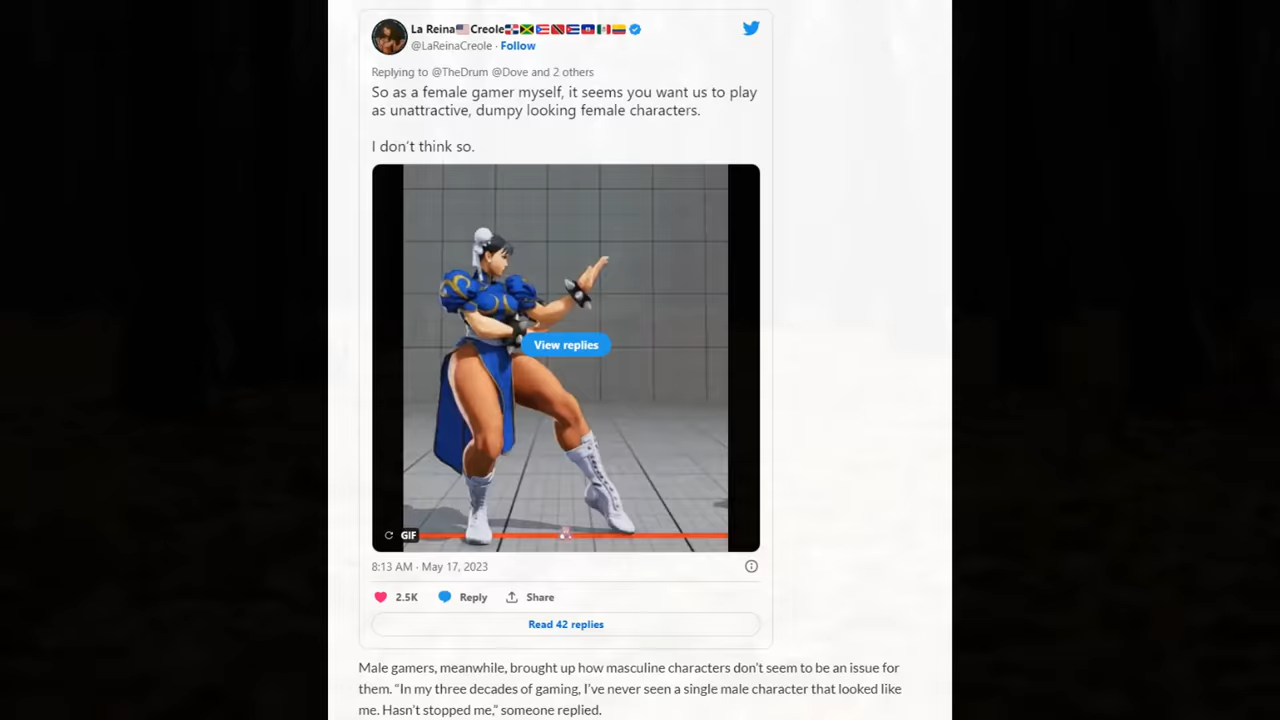 La Reina🇺🇸Creole🇩🇴🇯🇲🇵🇷🇹🇹🇨🇺🇭🇹🇲🇽🇨🇴
@LaReinaCreole · Follow
Replying to @TheDrum @Dove and 2 others
So as a female gamer myself, it seems you want us to play
as unattractive, dumpy looking female characters.
I don't think so.
View replies
GIF
8:13 AM · May 17, 2023
2.5K Reply Share
Read 42 replies
Male gamers, meanwhile, brought up how masculine characters don't seem to be an issue for
them. “In my three decades of gaming, I've never seen a single male character that looked like
me. Hasn't stopped me,” someone replied.